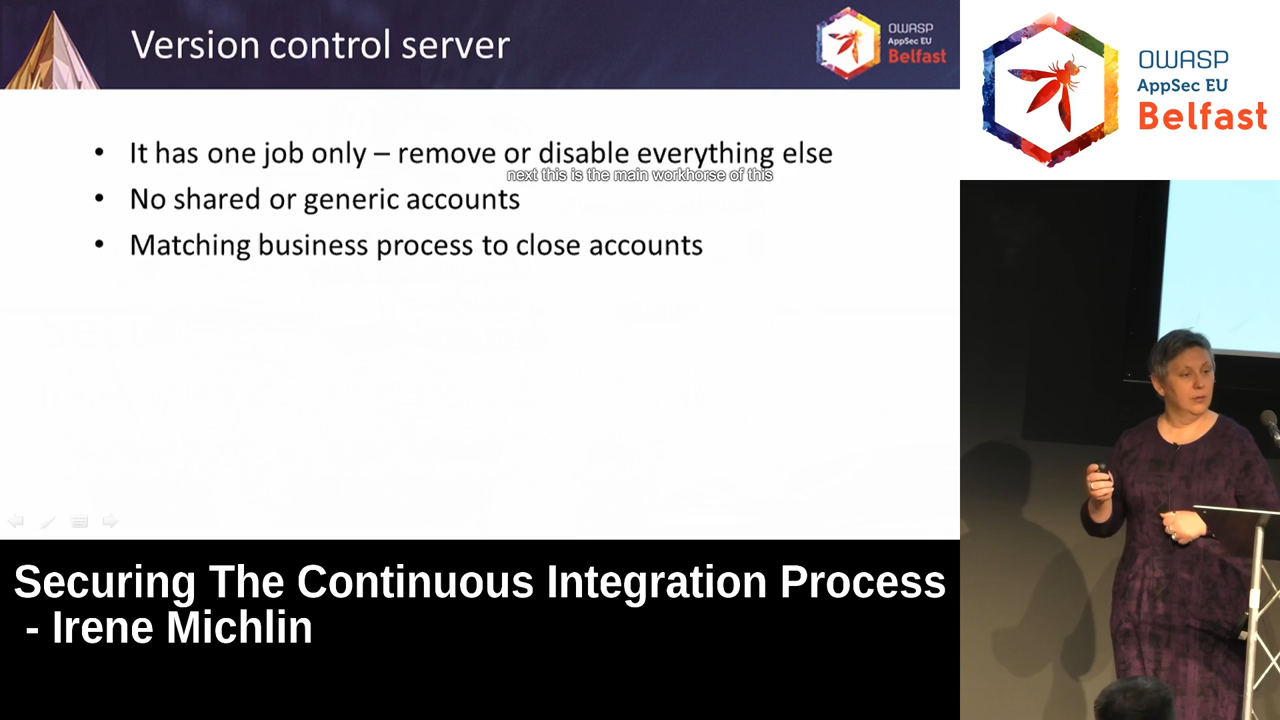 Version control server
OWASP
AppSec EU
Belfast
• It has one job only – remove or disable everything else
next this is the main workhorse of this
• No shared or generic accounts
• Matching business process to close accounts
OWASP
AppSec EU
Belfast
Securing The Continuous Integration Process
- Irene Michlin